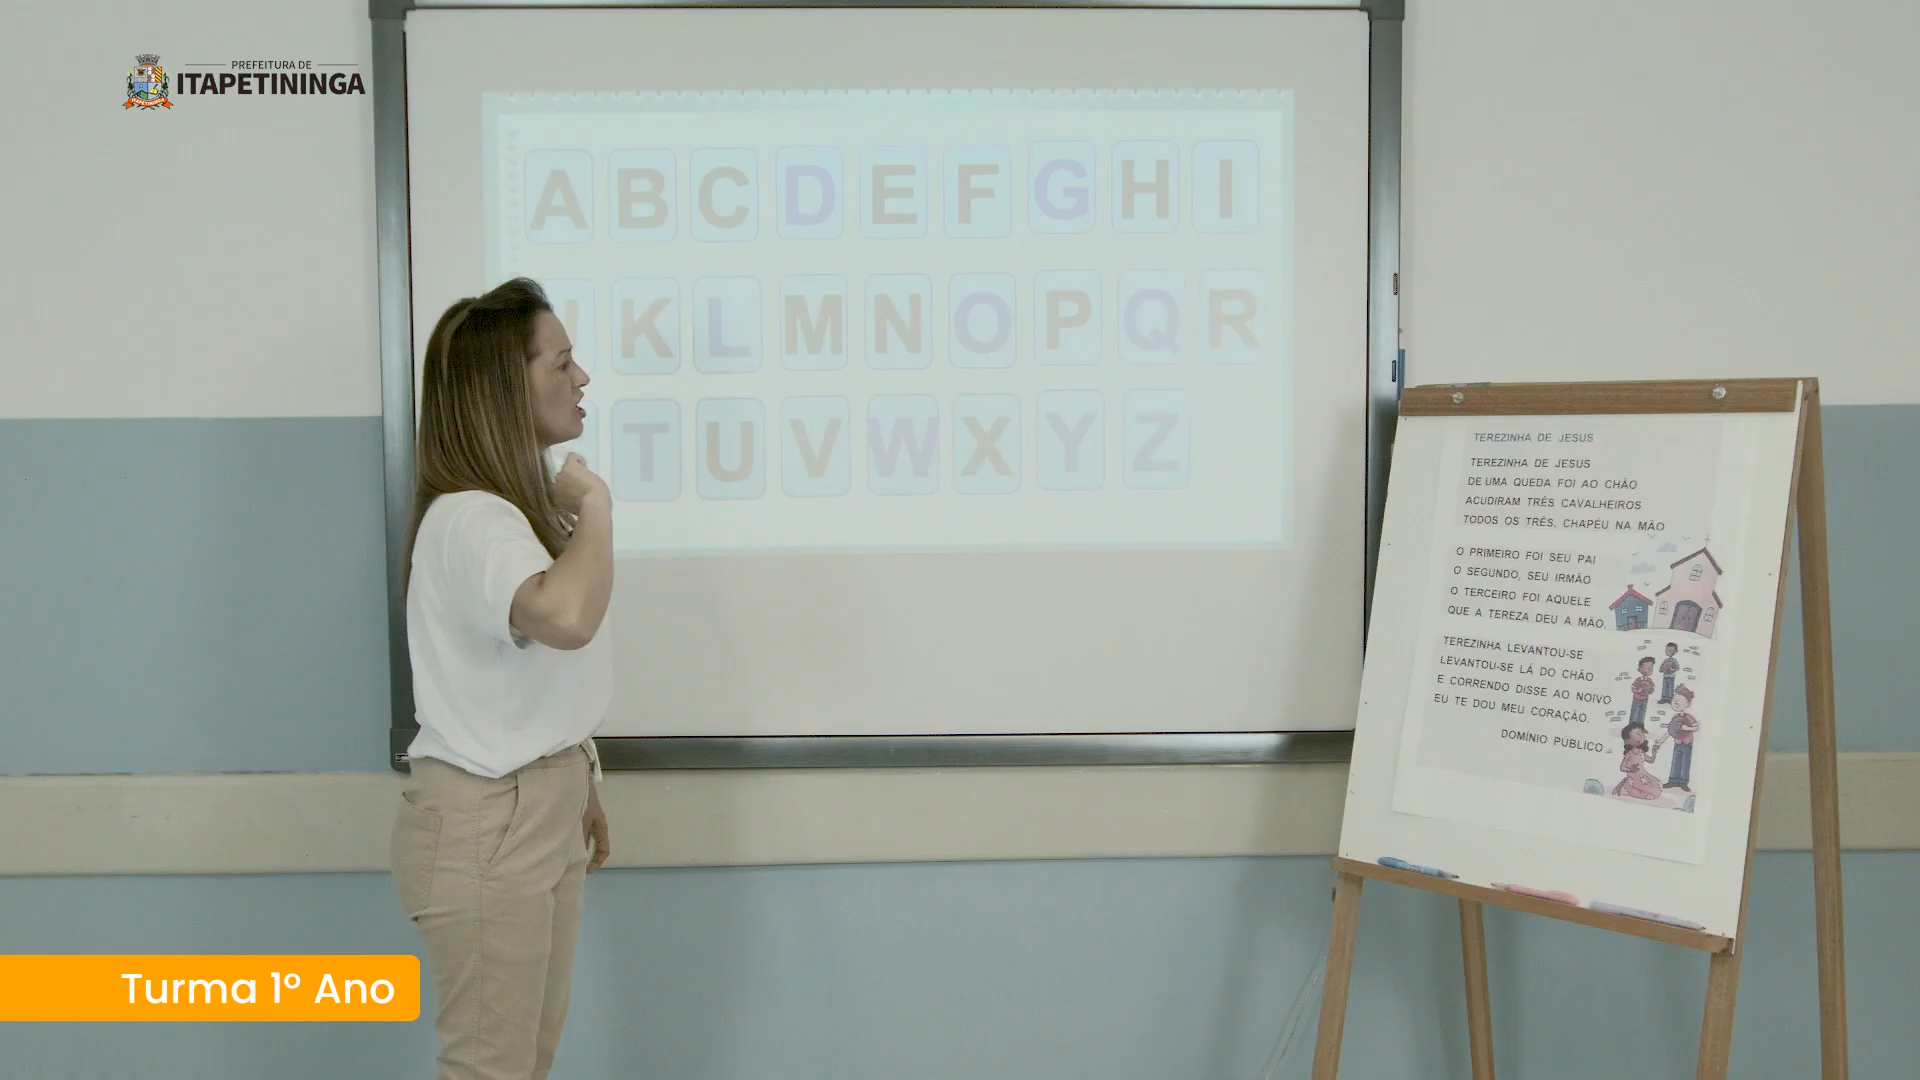 PREFEITURA DE
ITAPETININGA
A B C D E F G H I
K L M N O P Q R
T U V W X Y Z
TEREZINHA DE JESUS
TEREZINHA DE JESUS
DE UMA QUEDA FOI AO CHÃO
ACUDIRAM TRÊS CAVALHEIROS
TODOS OS TRÊS, CHAPÉU NA MÃO
O PRIMEIRO FOI SEU PAI
O SEGUNDO, SEU IRMÃO
O TERCEIRO FOI AQUELE
QUE A TEREZA DEU A MÃO.
TEREZINHA LEVANTOU-SE
LEVANTOU-SE LÁ DO CHÃO
E CORRENDO DISSE AO NOIVO
EU TE DOU MEU CORAÇÃO.
DOMÍNIO PÚBLICO
Turma 1º Ano